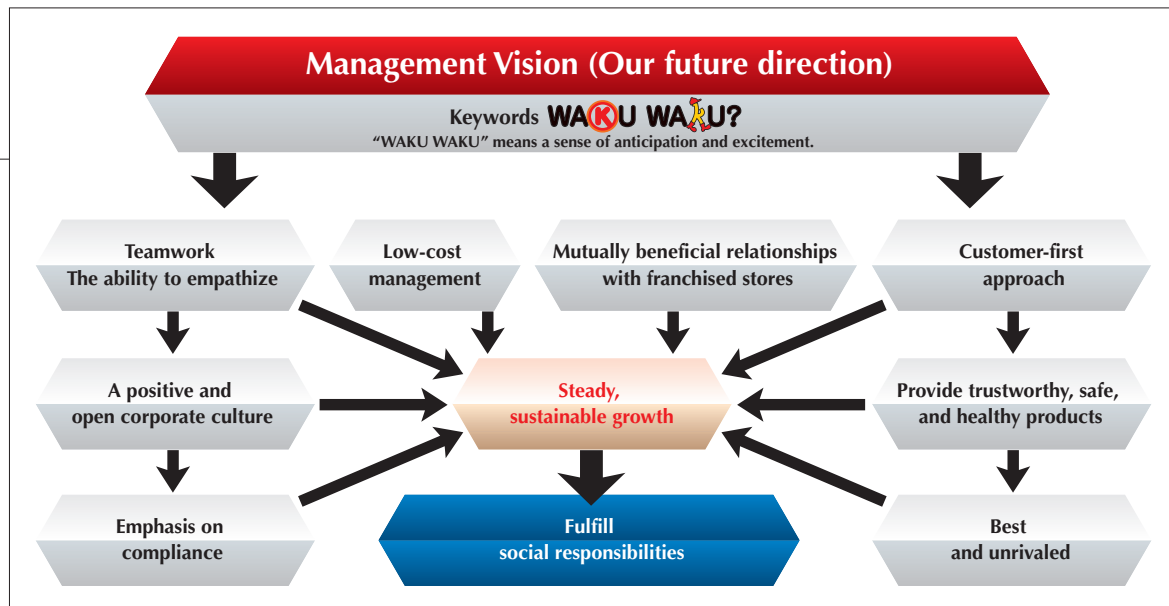 Management Vision (Our future direction)
Keywords WAKU WAKU?
“WAKU WAKU” means a sense of anticipation and excitement.
Teamwork
The ability to empathize
Low-cost
management
Mutually beneficial relationships
with franchised stores
Customer-first
approach
A positive and
open corporate culture
Steady,
sustainable growth
Provide trustworthy, safe,
and healthy products
Emphasis on
compliance
Fulfill
social responsibilities
Best
and unrivaled